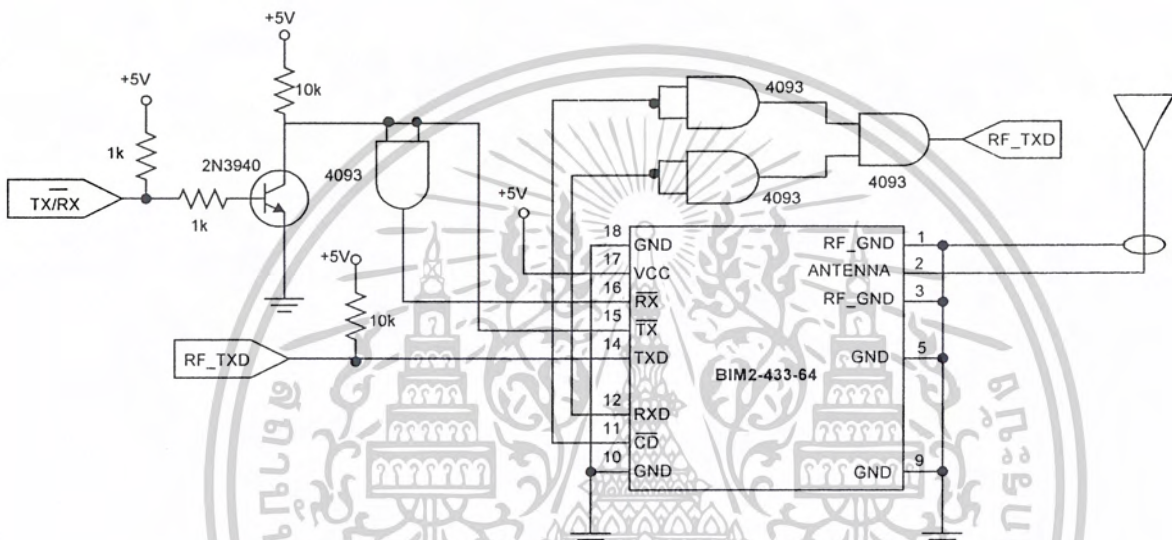 +5V
+5V
10k
1k
2N3940
TX/RX
1k
4093
+5V
10k
RF_TXD
4093
4093
4093
RF_TXD
+5V
18 GND
17 VCC
16 RX
15 TX
14 TXD
12 RXD
11 CD
10 GND
BIM2-433-64
RF_GND 1
ANTENNA 2
RF_GND 3
GND 5
GND 9